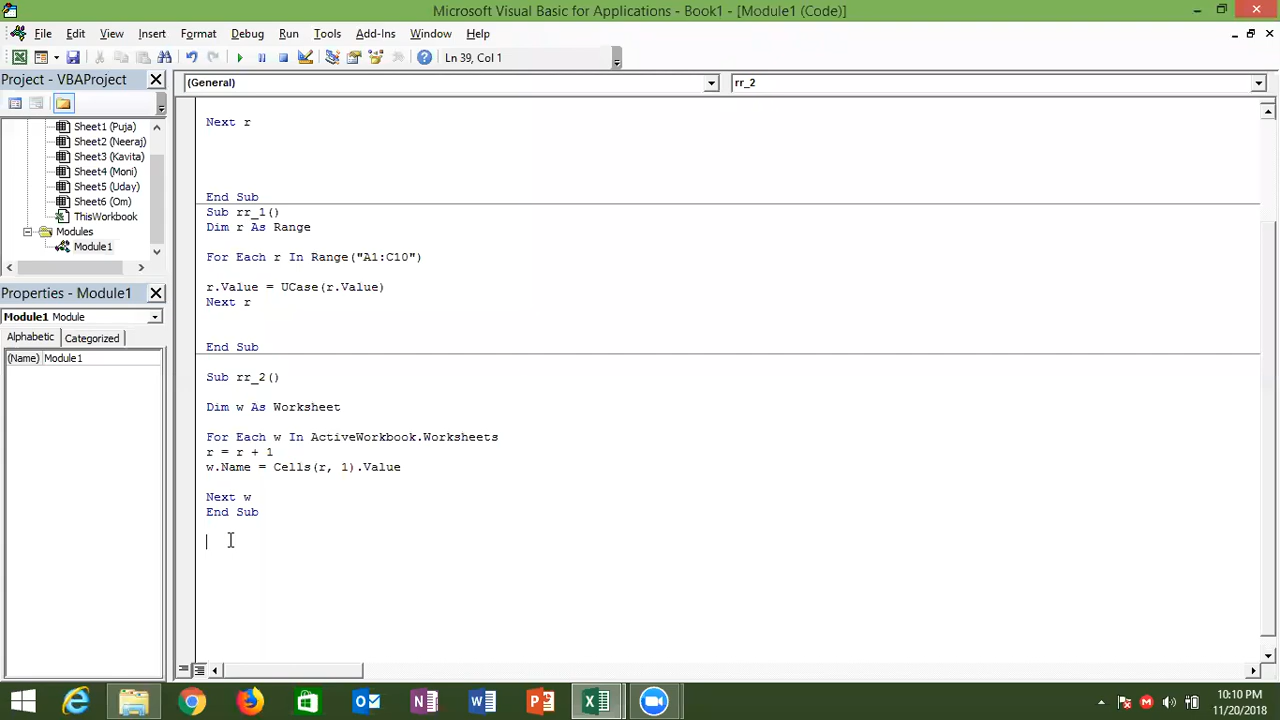 Microsoft Visual Basic for Applications - Book1 - [Module1 (Code)]
File Edit View Insert Format Debug Run Tools Add-Ins Window Help
Ln 39, Col 1
Project - VBAProject
(General)
rr_2
Sheet1 (Puja)
Sheet2 (Neeraj)
Sheet3 (Kavita)
Sheet4 (Moni)
Sheet5 (Uday)
Sheet6 (Om)
ThisWorkbook
Modules
Module1
Properties - Module1
Module1 Module
Alphabetic Categorized
(Name) Module1
Next r
End Sub
Sub rr_1()
Dim r As Range
For Each r In Range("A1:C10")
r.Value = UCase(r.Value)
Next r
End Sub
Sub rr_2()
Dim w As Worksheet
For Each w In ActiveWorkbook.Worksheets
r = r + 1
w.Name = Cells(r, 1).Value
Next w
End Sub
10:10 PM
11/20/2018